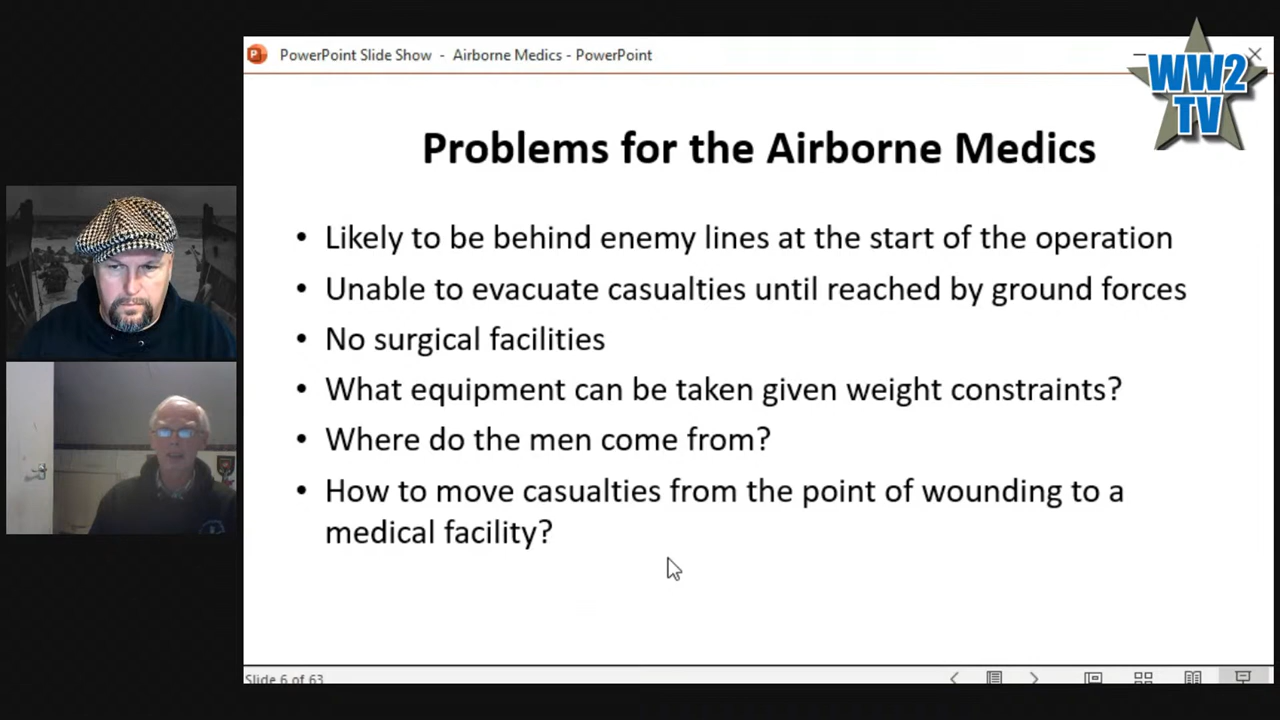 PowerPoint Slide Show - Airborne Medics - PowerPoint
WW2
TV
Problems for the Airborne Medics
• Likely to be behind enemy lines at the start of the operation
• Unable to evacuate casualties until reached by ground forces
• No surgical facilities
• What equipment can be taken given weight constraints?
• Where do the men come from?
• How to move casualties from the point of wounding to a
medical facility?
Slide 6 of 63